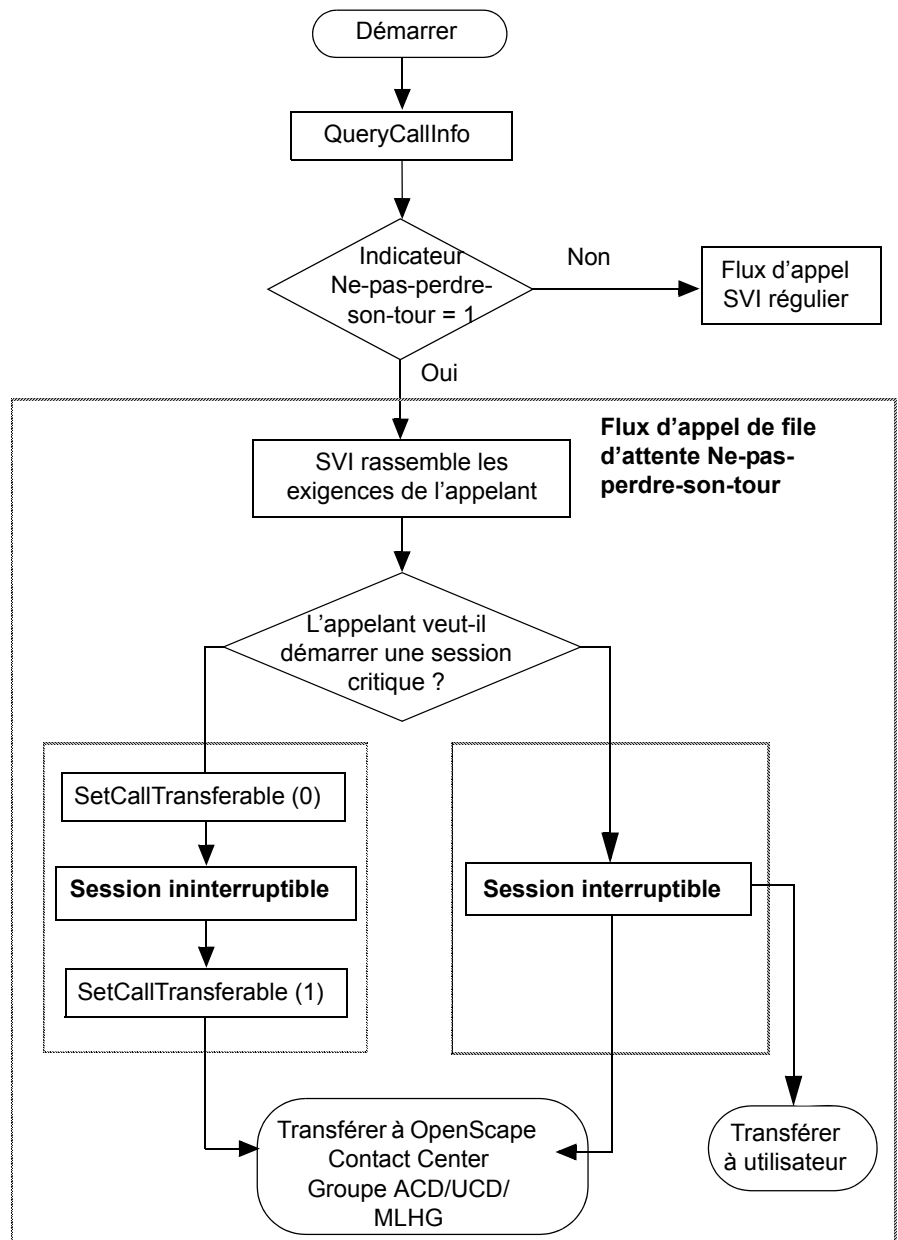 Démarrer
QueryCallInfo
Indicateur
Ne-pas-perdre-
son-tour = 1
Non
Flux d'appel
SVI régulier
Oui
Flux d'appel de file
d'attente Ne-pas-
perdre-son-tour
SVI rassemble les
exigences de l'appelant
L'appelant veut-il
démarrer une session
critique ?
SetCallTransferable (0)
Session ininterruptible
SetCallTransferable (1)
Session interruptible
Transférer à OpenScape
Contact Center
Groupe ACD/UCD/
MLHG
Transférer
à utilisateur